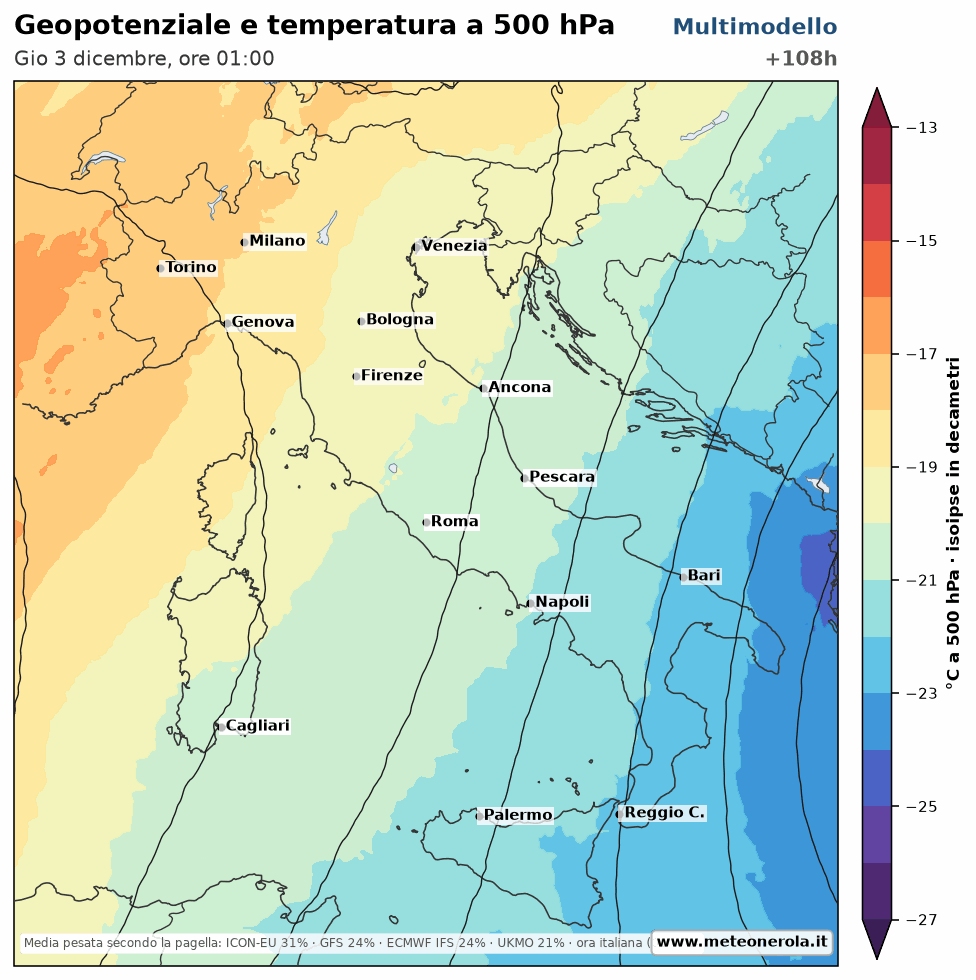 Geopotenziale e temperatura a 500 hPa
Multimodello
Gio 3 dicembre, ore 01:00
+108h
Milano
Venezia
Torino
Genova
Bologna
Firenze
Ancona
Pescara
Roma
Bari
Napoli
Cagliari
Palermo
Reggio C.
−13
−15
−17
−19
−21
−23
−25
−27
°C a 500 hPa · isoipse in decametri
Media pesata secondo la pagella: ICON-EU 31% · GFS 24% · ECMWF IFS 24% · UKMO 21% · ora italiana (
www.meteonerola.it